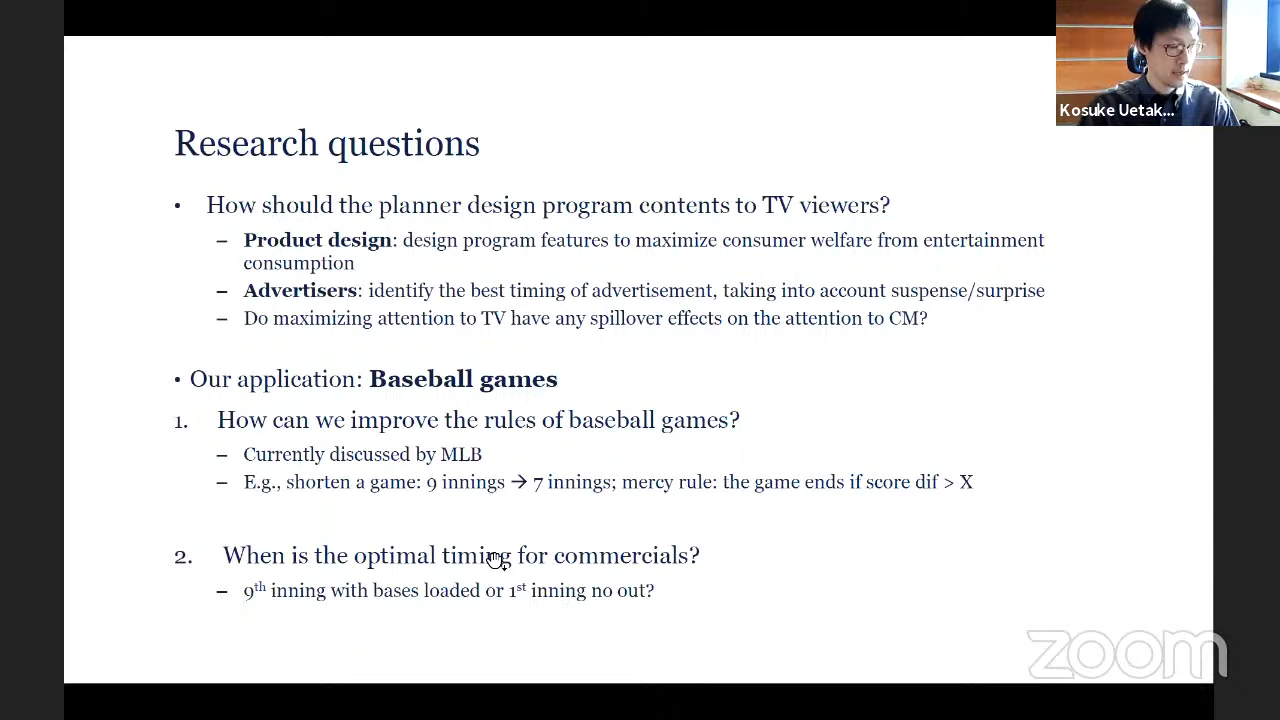 Kosuke Uetak...
Research questions
• How should the planner design program contents to TV viewers?
– Product design: design program features to maximize consumer welfare from entertainment
consumption
– Advertisers: identify the best timing of advertisement, taking into account suspense/surprise
– Do maximizing attention to TV have any spillover effects on the attention to CM?
• Our application: Baseball games
1. How can we improve the rules of baseball games?
– Currently discussed by MLB
– E.g., shorten a game: 9 innings → 7 innings; mercy rule: the game ends if score dif > X
2. When is the optimal timing for commercials?
– 9th inning with bases loaded or 1st inning no out?
zoom